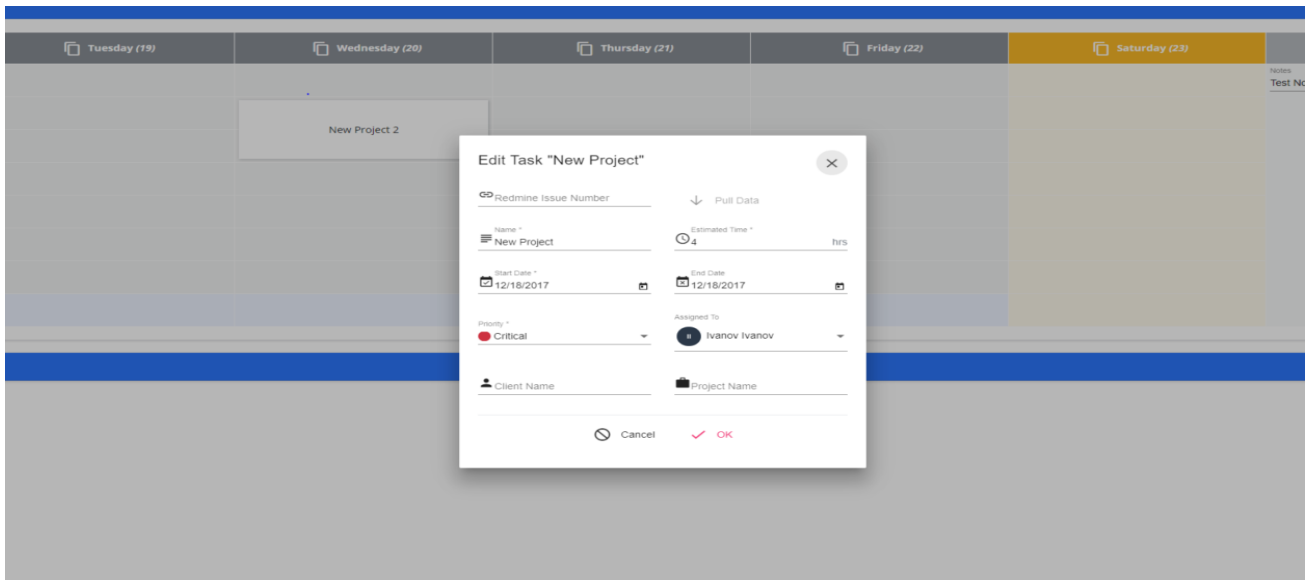 Tuesday (19) Wednesday (20) Thursday (21) Friday (22) Saturday (23)
Notes
Test No
New Project 2
Edit Task "New Project"
Redmine Issue Number Pull Data
Name * Estimated Time *
New Project 4 hrs
Start Date * End Date
12/18/2017 12/18/2017
Priority * Assigned To
Critical II Ivanov Ivanov
Client Name Project Name
Cancel OK